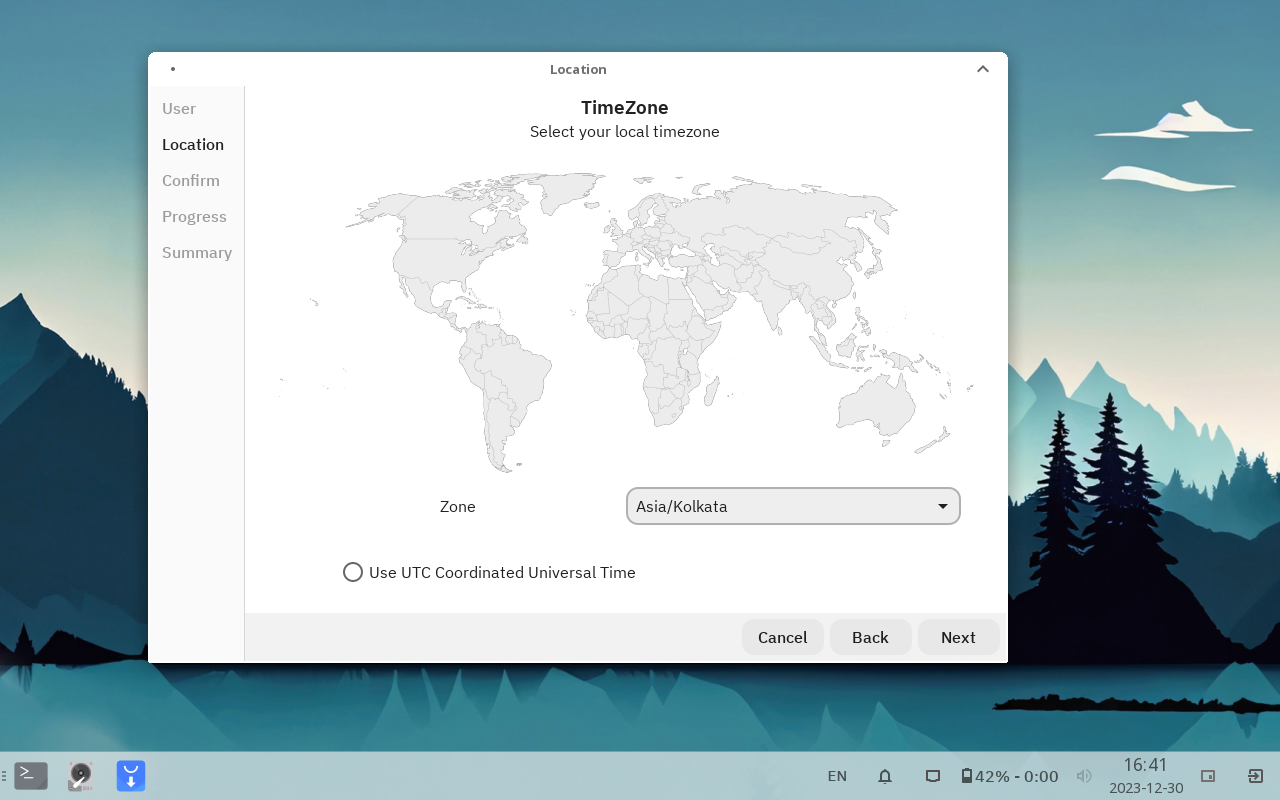 Location
User
Location
Confirm
Progress
Summary
TimeZone
Select your local timezone
Zone
Asia/Kolkata
Use UTC Coordinated Universal Time
Cancel
Back
Next
EN
42% - 0:00
16:41
2023-12-30